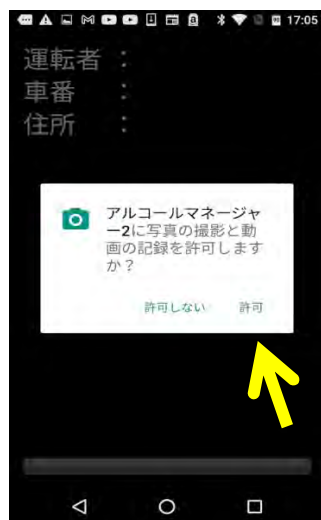 17:05
運転者 :
車番 :
住所 :
アルコールマネージャ
ー2に写真の撮影と動
画の記録を許可します
か?
許可しない 許可